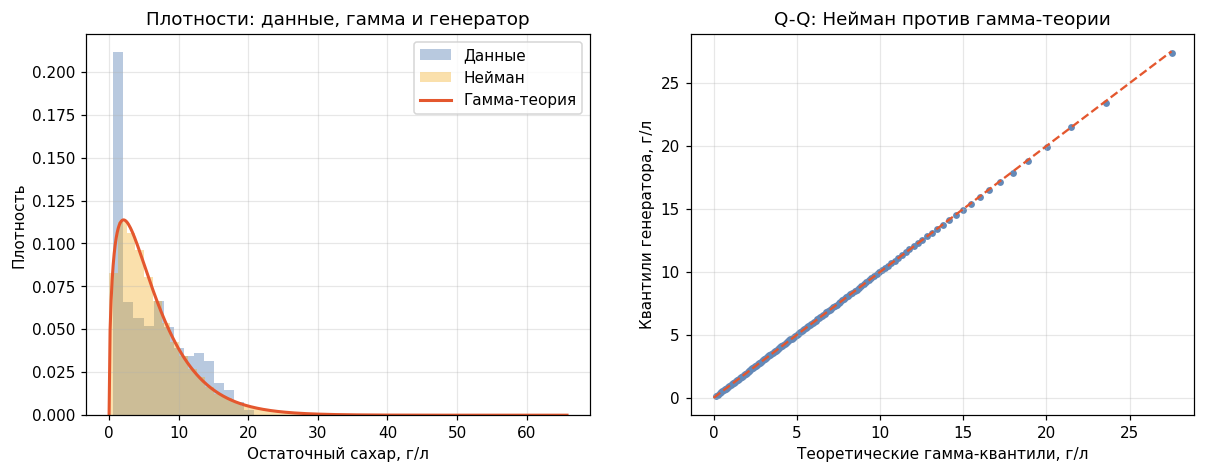 Плотности: данные, гамма и генератор
Плотность
0.200
0.175
0.150
0.125
0.100
0.075
0.050
0.025
0.000
Данные
Нейман
Гамма-теория
0 10 20 30 40 50 60
Остаточный сахар, г/л
Q-Q: Нейман против гамма-теории
Квантили генератора, г/л
25
20
15
10
5
0
0 5 10 15 20 25
Теоретические гамма-квантили, г/л